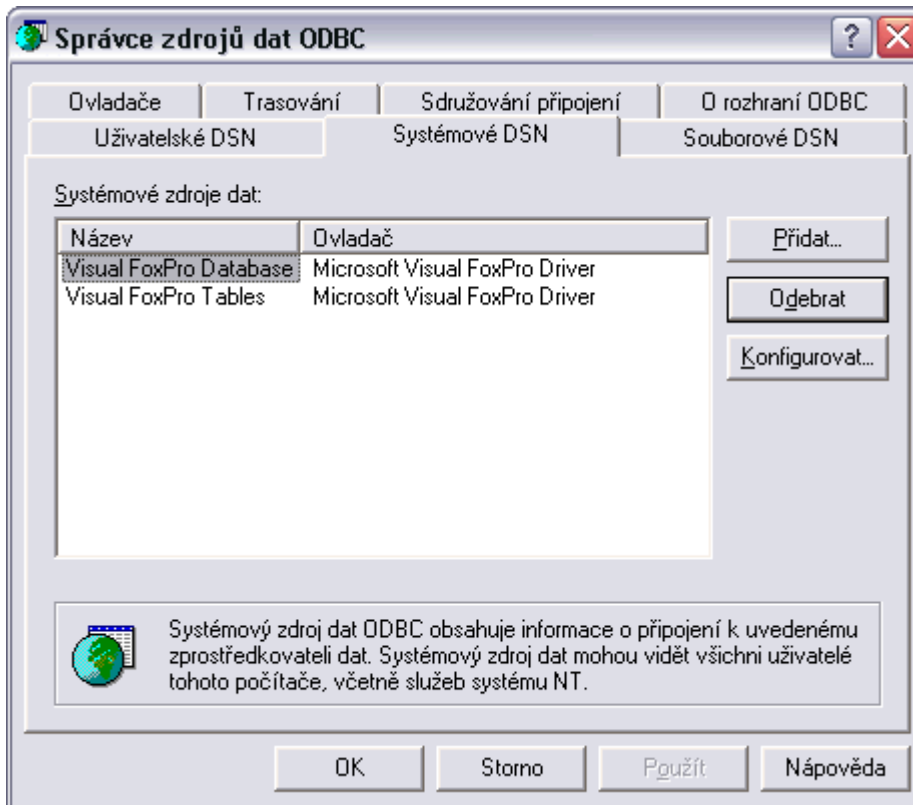 Správce zdrojů dat ODBC
Ovladače Trasování Sdružování připojení O rozhraní ODBC
Uživatelské DSN Systémové DSN Souborové DSN
Systémové zdroje dat:
Název Ovladač
Visual FoxPro Database Microsoft Visual FoxPro Driver
Visual FoxPro Tables Microsoft Visual FoxPro Driver
Přidat...
Odebrat
Konfigurovat...
Systémový zdroj dat ODBC obsahuje informace o připojení k uvedenému
zprostředkovateli dat. Systémový zdroj dat mohou vidět všichni uživatelé
tohoto počítače, včetně služeb systému NT.
OK Storno Použít Nápověda